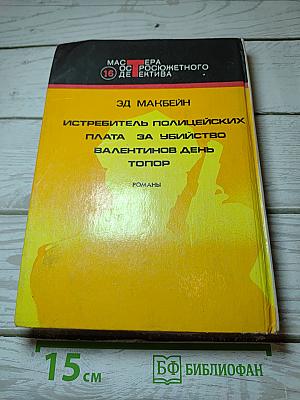 МАСТЕРА
16 ОСТРОСЮЖЕТНОГО
ДЕТЕКТИВА
ЭД МАКБЕЙН
ИСТРЕБИТЕЛЬ ПОЛИЦЕЙСКИХ
ПЛАТА ЗА УБИЙСТВО
ВАЛЕНТИНОВ ДЕНЬ
ТОПОР
РОМАНЫ
15 см
БФ БИБЛИОФАН